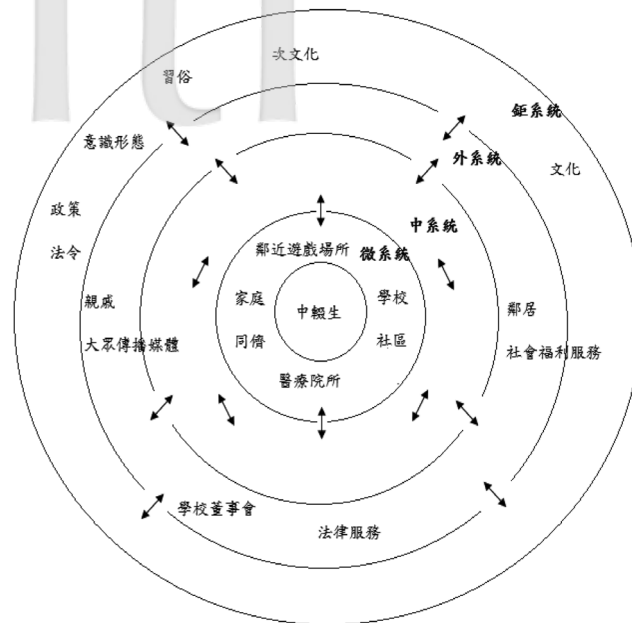 次文化
習俗
鉅系統
意識形態
外系統
文化
政策
中系統
法令
鄰近遊戲場所
微系統
家庭
學校
親戚
中輟生
鄰居
同儕
社區
大眾傳播媒體
社會福利服務
醫療院所
學校董事會
法律服務